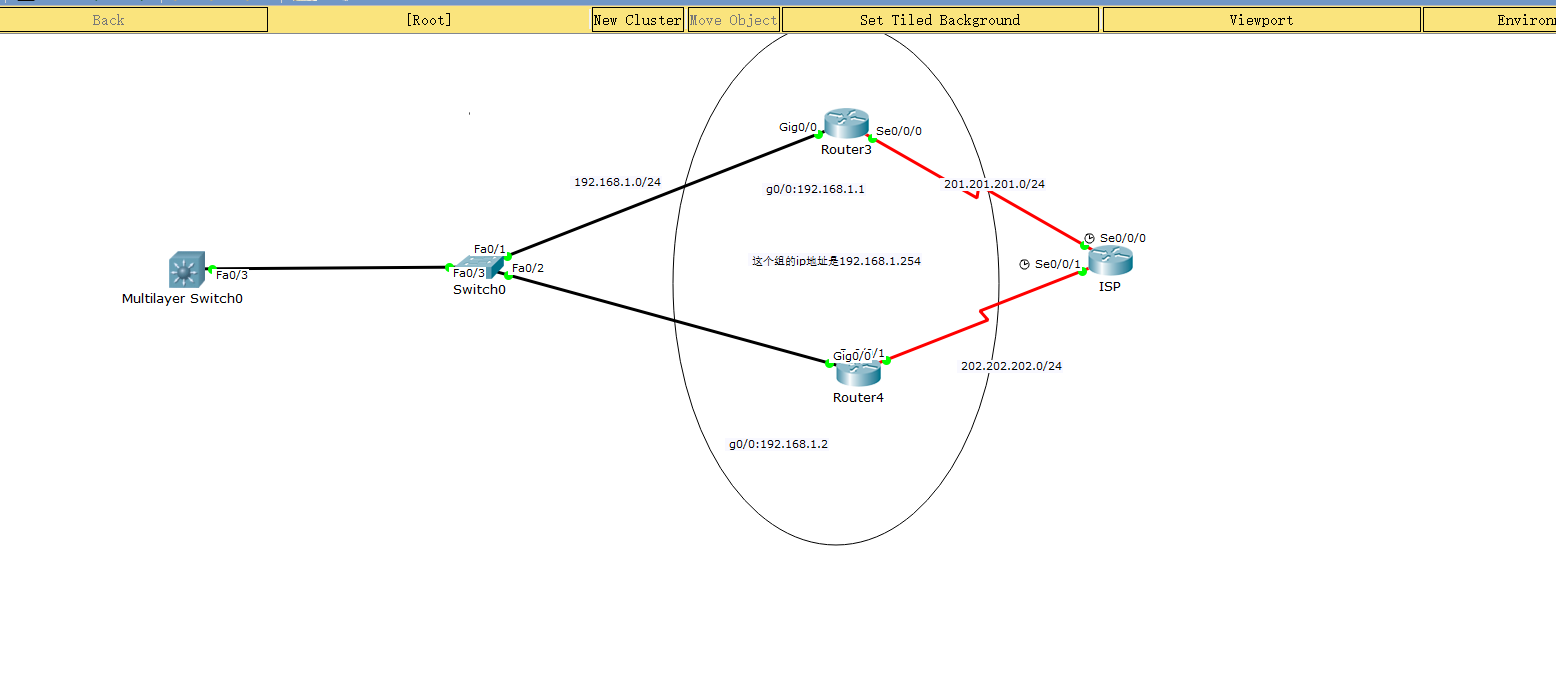 Back
[Root]
New Cluster
Move Object
Set Tiled Background
Viewport
Gig0/0
Se0/0/0
Router3
192.168.1.0/24
g0/0:192.168.1.1
201.201.201.0/24
Fa0/1
Se0/0/0
这个组的ip地址是192.168.1.254
Se0/0/1
Fa0/3
Fa0/3
Fa0/2
ISP
Switch0
Multilayer Switch0
Gig0/0
202.202.202.0/24
Router4
g0/0:192.168.1.2